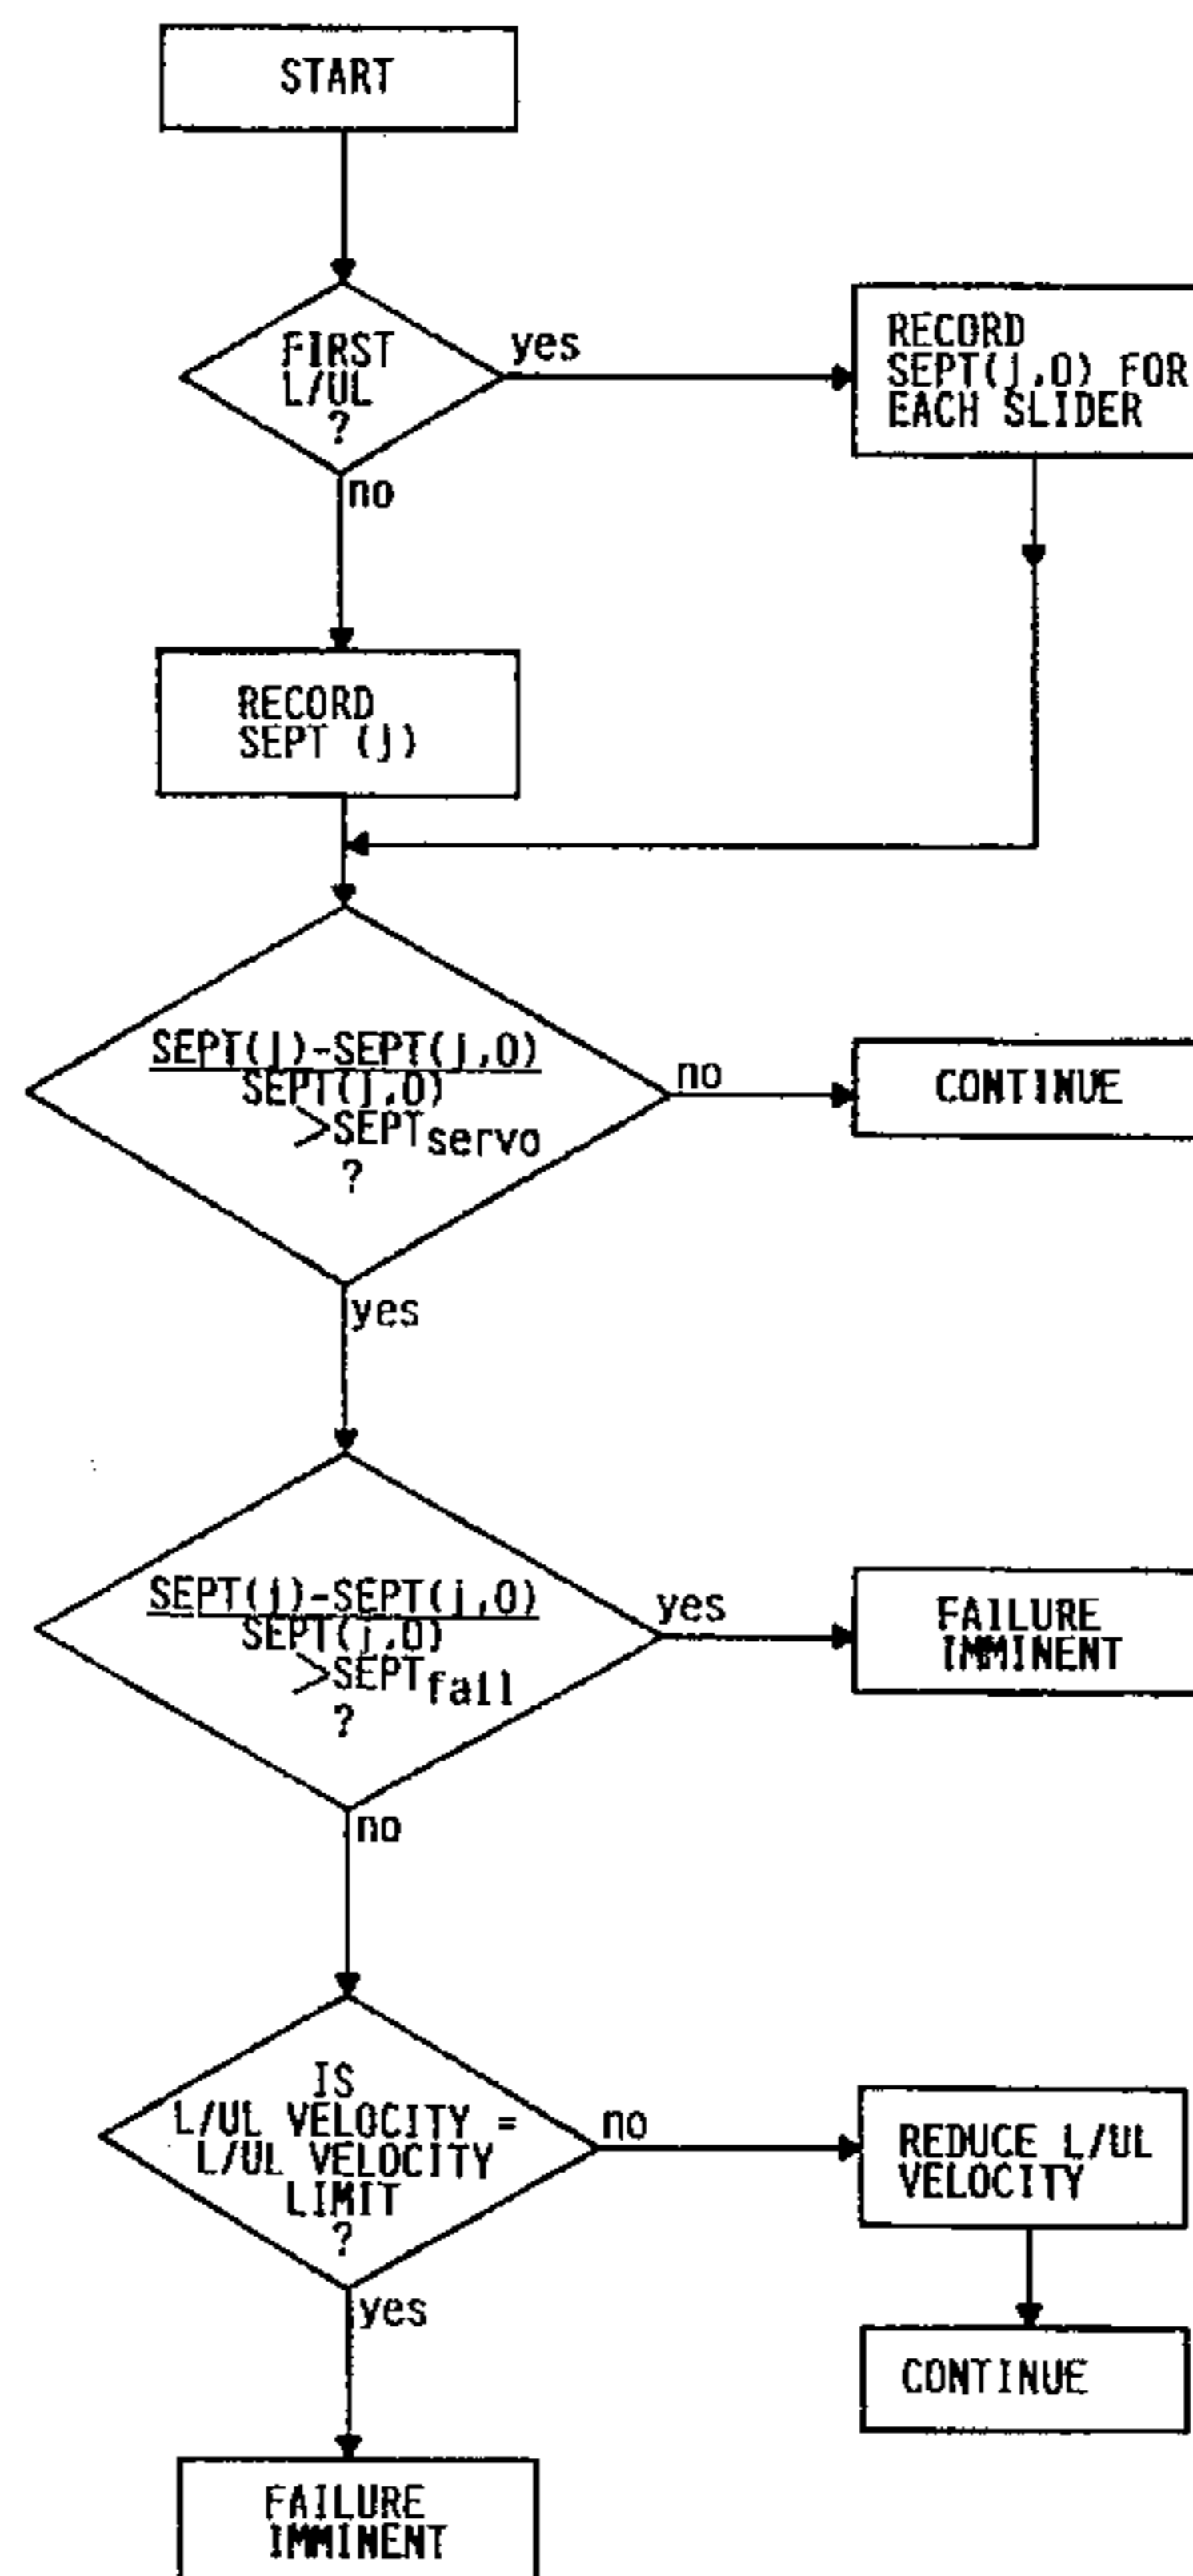 START
FIRST
L/UL
?
yes
RECORD
SEPT(j,0) FOR
EACH SLIDER
no
RECORD
SEPT (j)
SEPT(j)-SEPT(j,0)
SEPT(j,0)
>SEPTservo
?
no
CONTINUE
yes
SEPT(j)-SEPT(j,0)
SEPT(j,0)
>SEPTfail
?
yes
FAILURE
IMMINENT
no
IS
L/UL VELOCITY =
L/UL VELOCITY
LIMIT
?
no
REDUCE L/UL
VELOCITY
CONTINUE
yes
FAILURE
IMMINENT